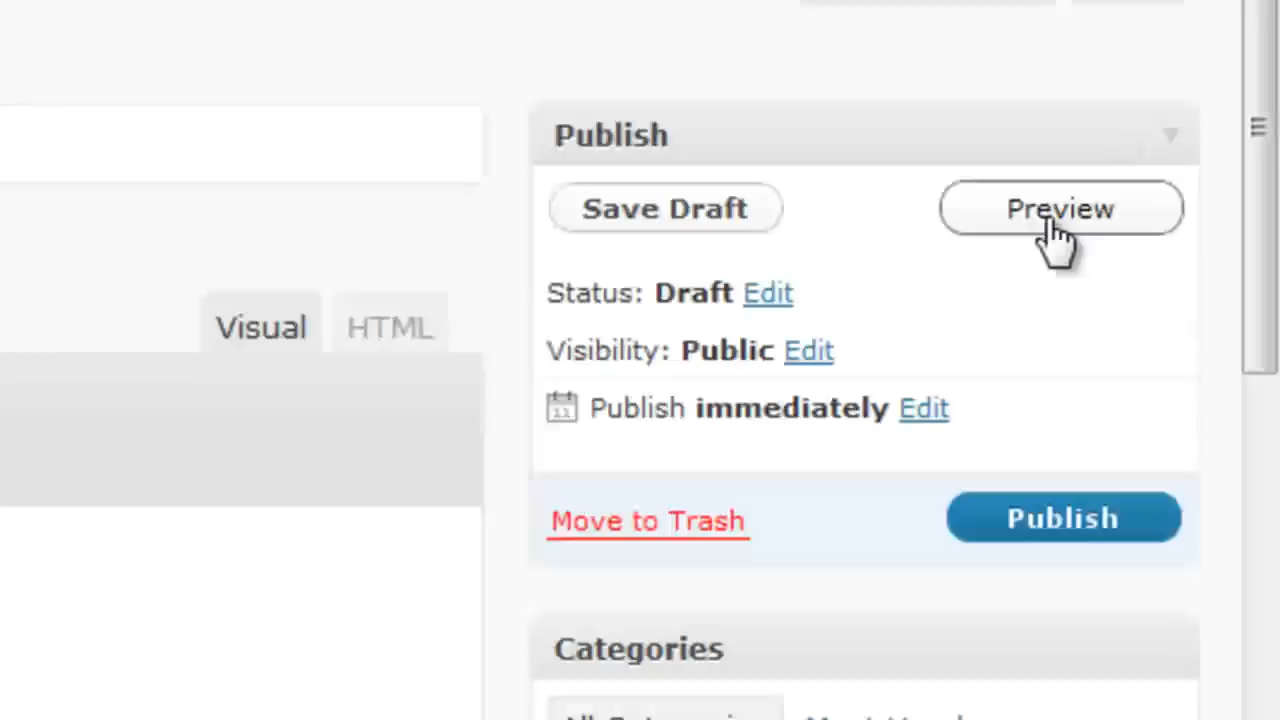 Publish
Save Draft
Preview
Status: Draft Edit
Visual
HTML
Visibility: Public Edit
11
Publish immediately Edit
Move to Trash
Publish
Categories